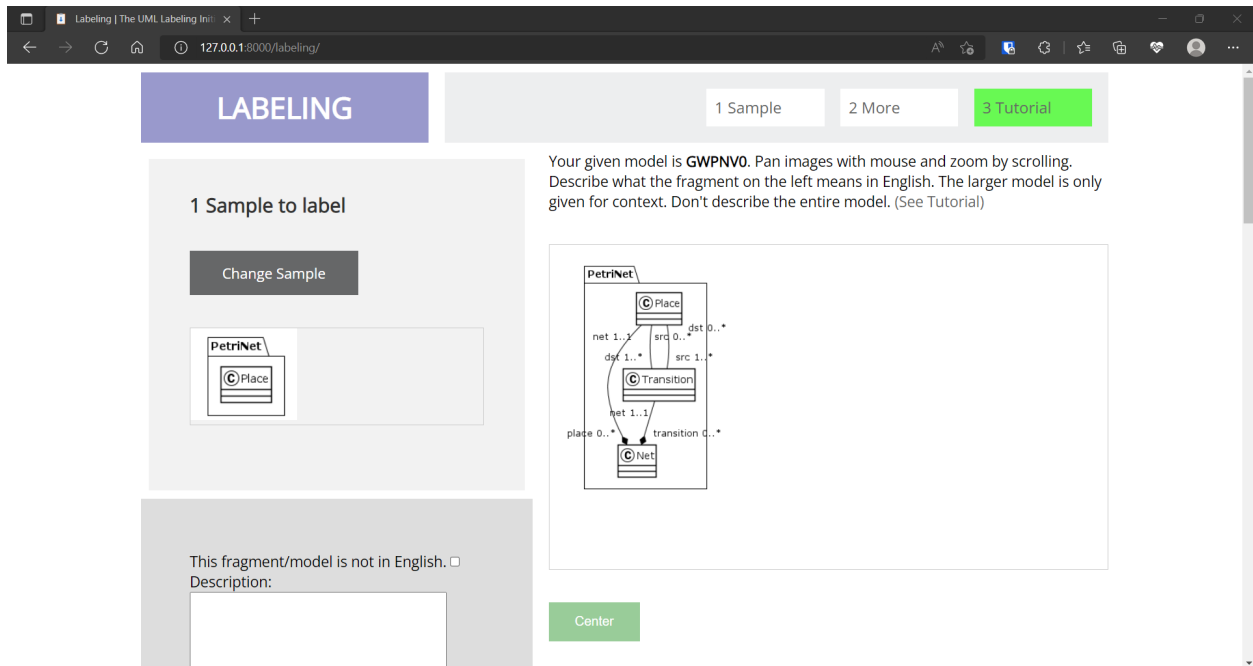 Labeling | The UML Labeling Initi
127.0.0.1:8000/labeling/
LABELING
1 Sample
2 More
3 Tutorial
1 Sample to label
Change Sample
PetriNet
C Place
This fragment/model is not in English.
Description:
Your given model is GWPNV0. Pan images with mouse and zoom by scrolling.
Describe what the fragment on the left means in English. The larger model is only
given for context. Don't describe the entire model. (See Tutorial)
PetriNet
C Place
dst 0..*
net 1..1 src 0..*
dst 1..* src 1..*
C Transition
net 1..1
place 0..* transition 0..*
C Net
Center